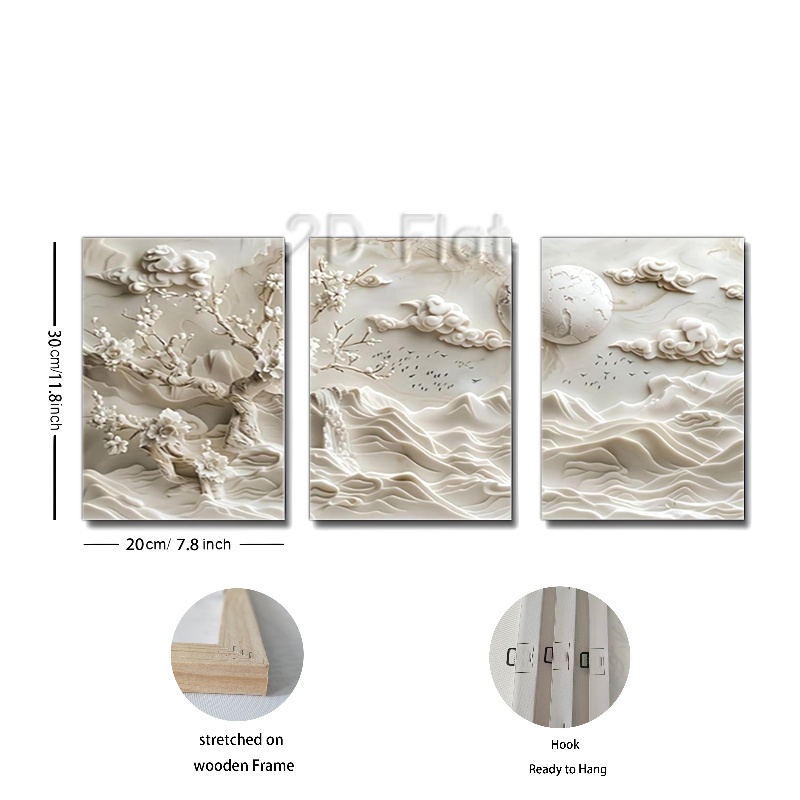 2D Flat
30cm/11.8inch
20cm/ 7.8 inch
stretched on
wooden Frame
Hook
Ready to Hang